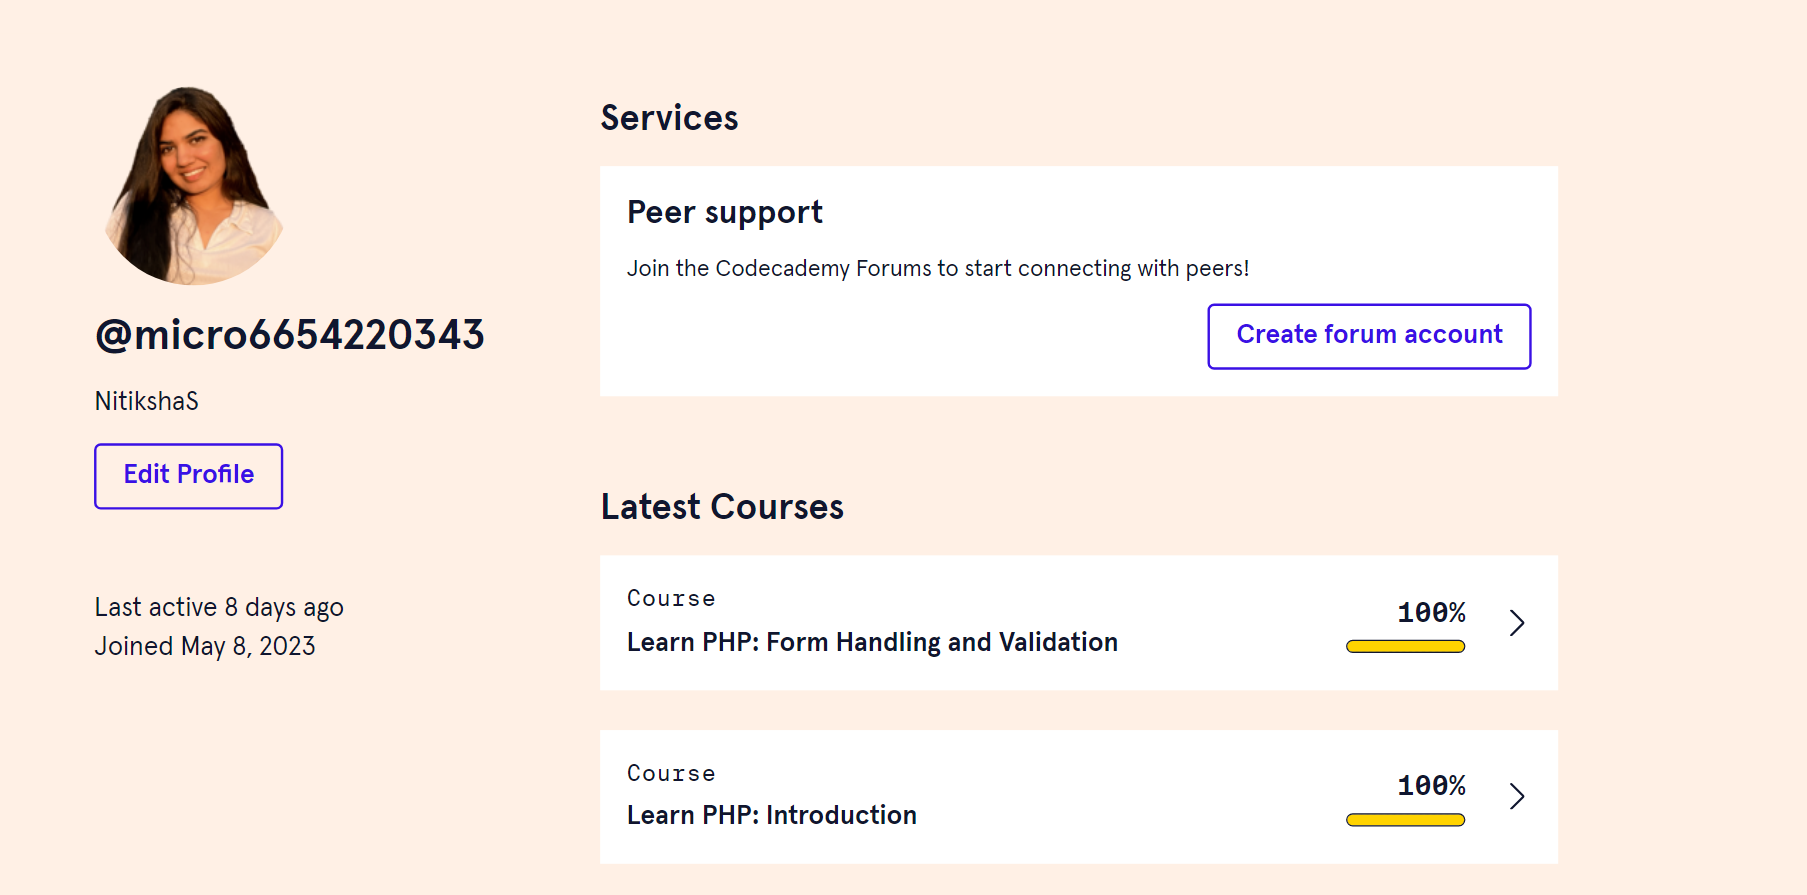 @micro6654220343
NitikshaS
Edit Profile
Last active 8 days ago
Joined May 8, 2023
Services
Peer support
Join the Codecademy Forums to start connecting with peers!
Create forum account
Latest Courses
Course
Learn PHP: Form Handling and Validation
100%
Course
Learn PHP: Introduction
100%